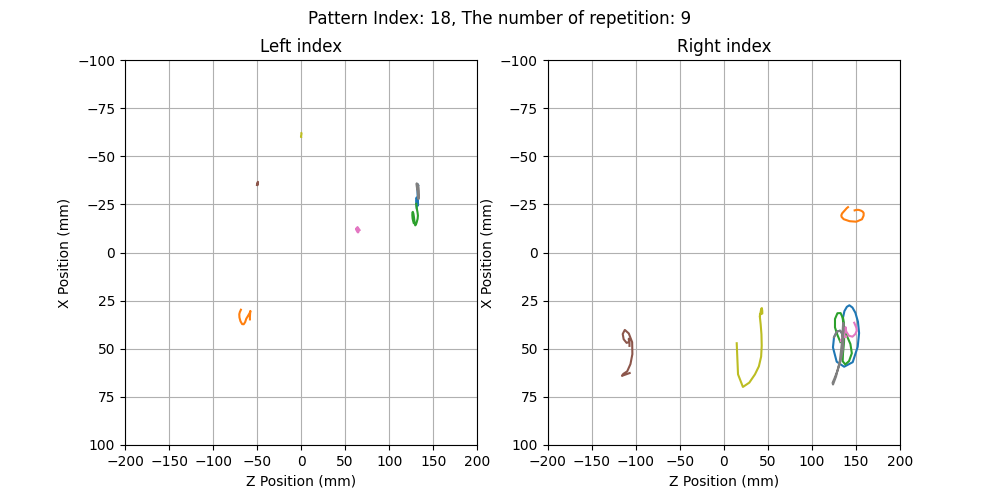 Pattern Index: 18, The number of repetition: 9
Left index
Right index
−100
−75
−50
−25
0
25
50
75
100
−200 −150 −100 −50 0 50 100 150 200
X Position (mm)
Z Position (mm)
−100
−75
−50
−25
0
25
50
75
100
−200 −150 −100 −50 0 50 100 150 200
X Position (mm)
Z Position (mm)